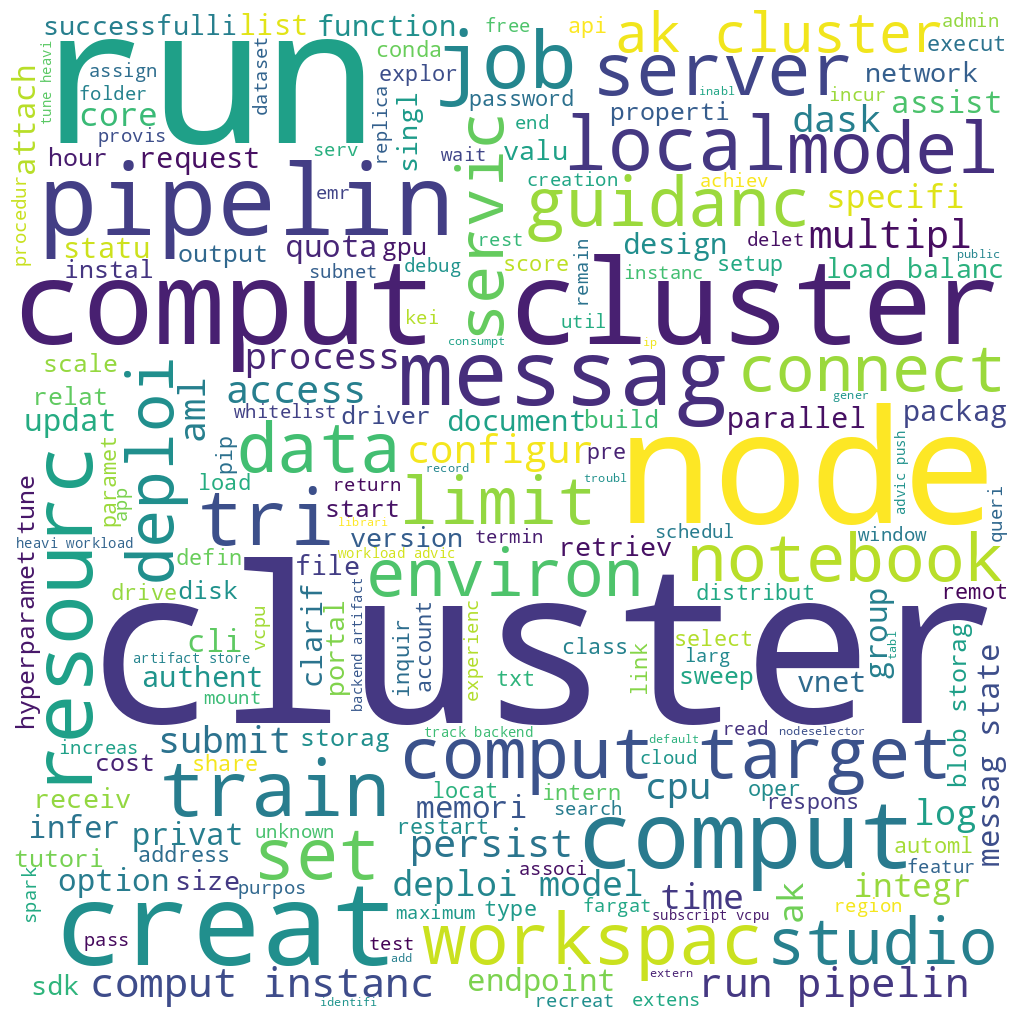 successfulli list function free api ak cluster admin
run job server execut
tune heavi assign dataset conda explor singl password network
folder core replica properti inabl incur assist
attach provis serv end dask
hour request wait valu local model
procedur pipelin emr servic creation achiev specifi
guidanc
statu output quota gpu rest design delet multipl
instal subnet debug score remain instanc setup public load balanc
comput cluster
kei util
consumpt ip
scale process messag connect
relat access whitelist driver document build gener parallel packag
updat deploi aml
data configur pre node
pip record troubl advic push
paramet app load return limit
hyperparamet tune resourc tri start librari version termin retriev schedul window queri
heavi workload workload advic notebook
defin file environ
drive disk distribut remot
vcpu cluster
cli clarif portal inquir account experienc class link select group tabl
artifact store backend artifact larg
authent txt sweep vnet blob storag
mount
submit storag track backend default read nodeselector messag state
increas comput target
cost share cloud
train locat intern cpu oper
receiv memori search respons log
infer privat unknown restart comput
tutori address set persist associ automl
featur
spark option size purpos deploi model time ak integr
creat maximum type fargat region
subscript vcpu
pass test workspac studio
add
sdk comput instanc endpoint extern run pipelin
identifi recreat extens